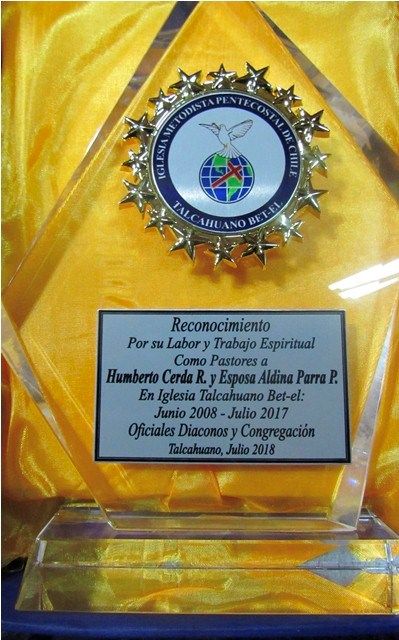 IGLESIA METODISTA PENTECOSTAL DE CHILE
TALCAHUANO BET-EL
Reconocimiento
Por su Labor y Trabajo Espiritual
Como Pastores a
Humberto Cerda R. y Esposa Aldina Parra P.
En Iglesia Talcahuano Bet-el:
Junio 2008 - Julio 2017
Oficiales Diaconos y Congregación
Talcahuano, Julio 2018